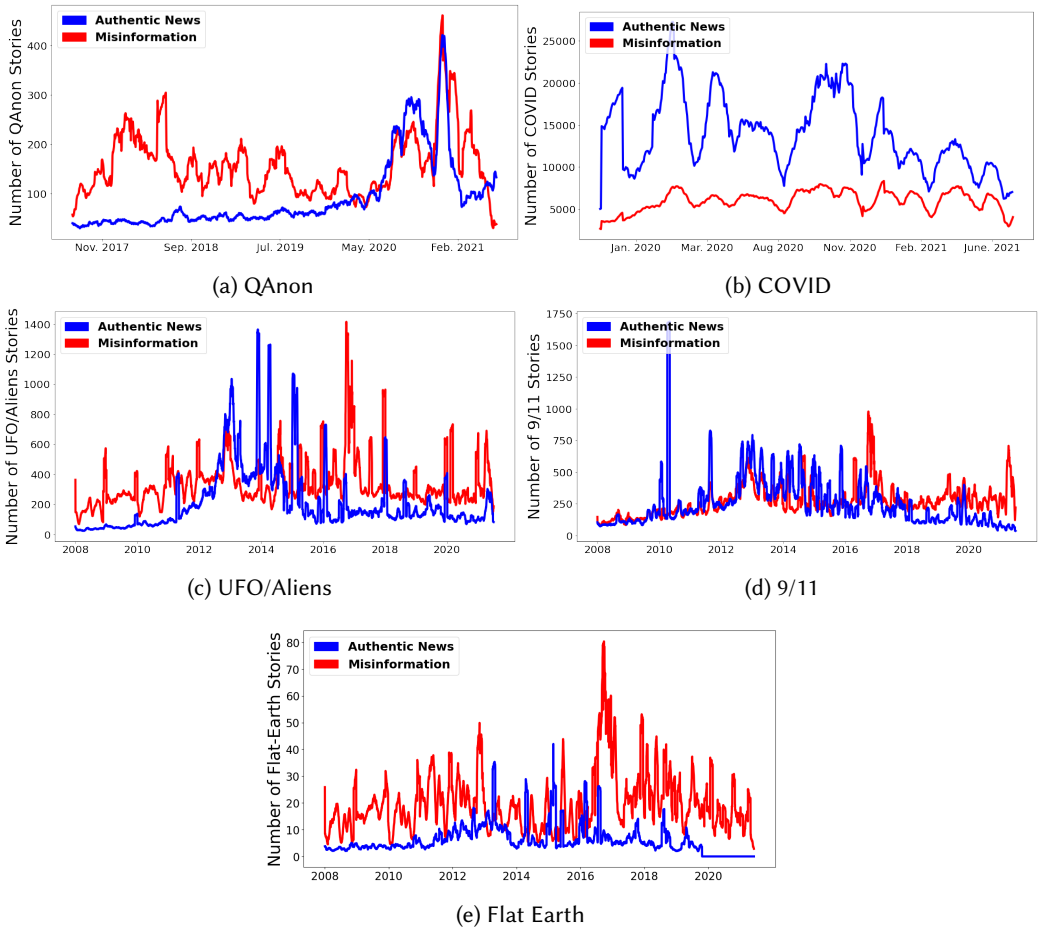 Authentic News
Misinformation
Number of QAnon Stories
400
300
200
100
Nov. 2017 Sep. 2018 Jul. 2019 May. 2020 Feb. 2021
(a) QAnon
Authentic News
Misinformation
Number of COVID Stories
25000
20000
15000
10000
5000
Jan. 2020 Mar. 2020 Aug. 2020 Nov. 2020 Feb. 2021 June. 2021
(b) COVID
Authentic News
Misinformation
Number of UFO/Aliens Stories
1400
1200
1000
800
600
400
200
0
2008 2010 2012 2014 2016 2018 2020
(c) UFO/Aliens
Authentic News
Misinformation
Number of 9/11 Stories
1750
1500
1250
1000
750
500
250
0
2008 2010 2012 2014 2016 2018 2020
(d) 9/11
Authentic News
Misinformation
Number of Flat-Earth Stories
80
70
60
50
40
30
20
10
0
2008 2010 2012 2014 2016 2018 2020
(e) Flat Earth